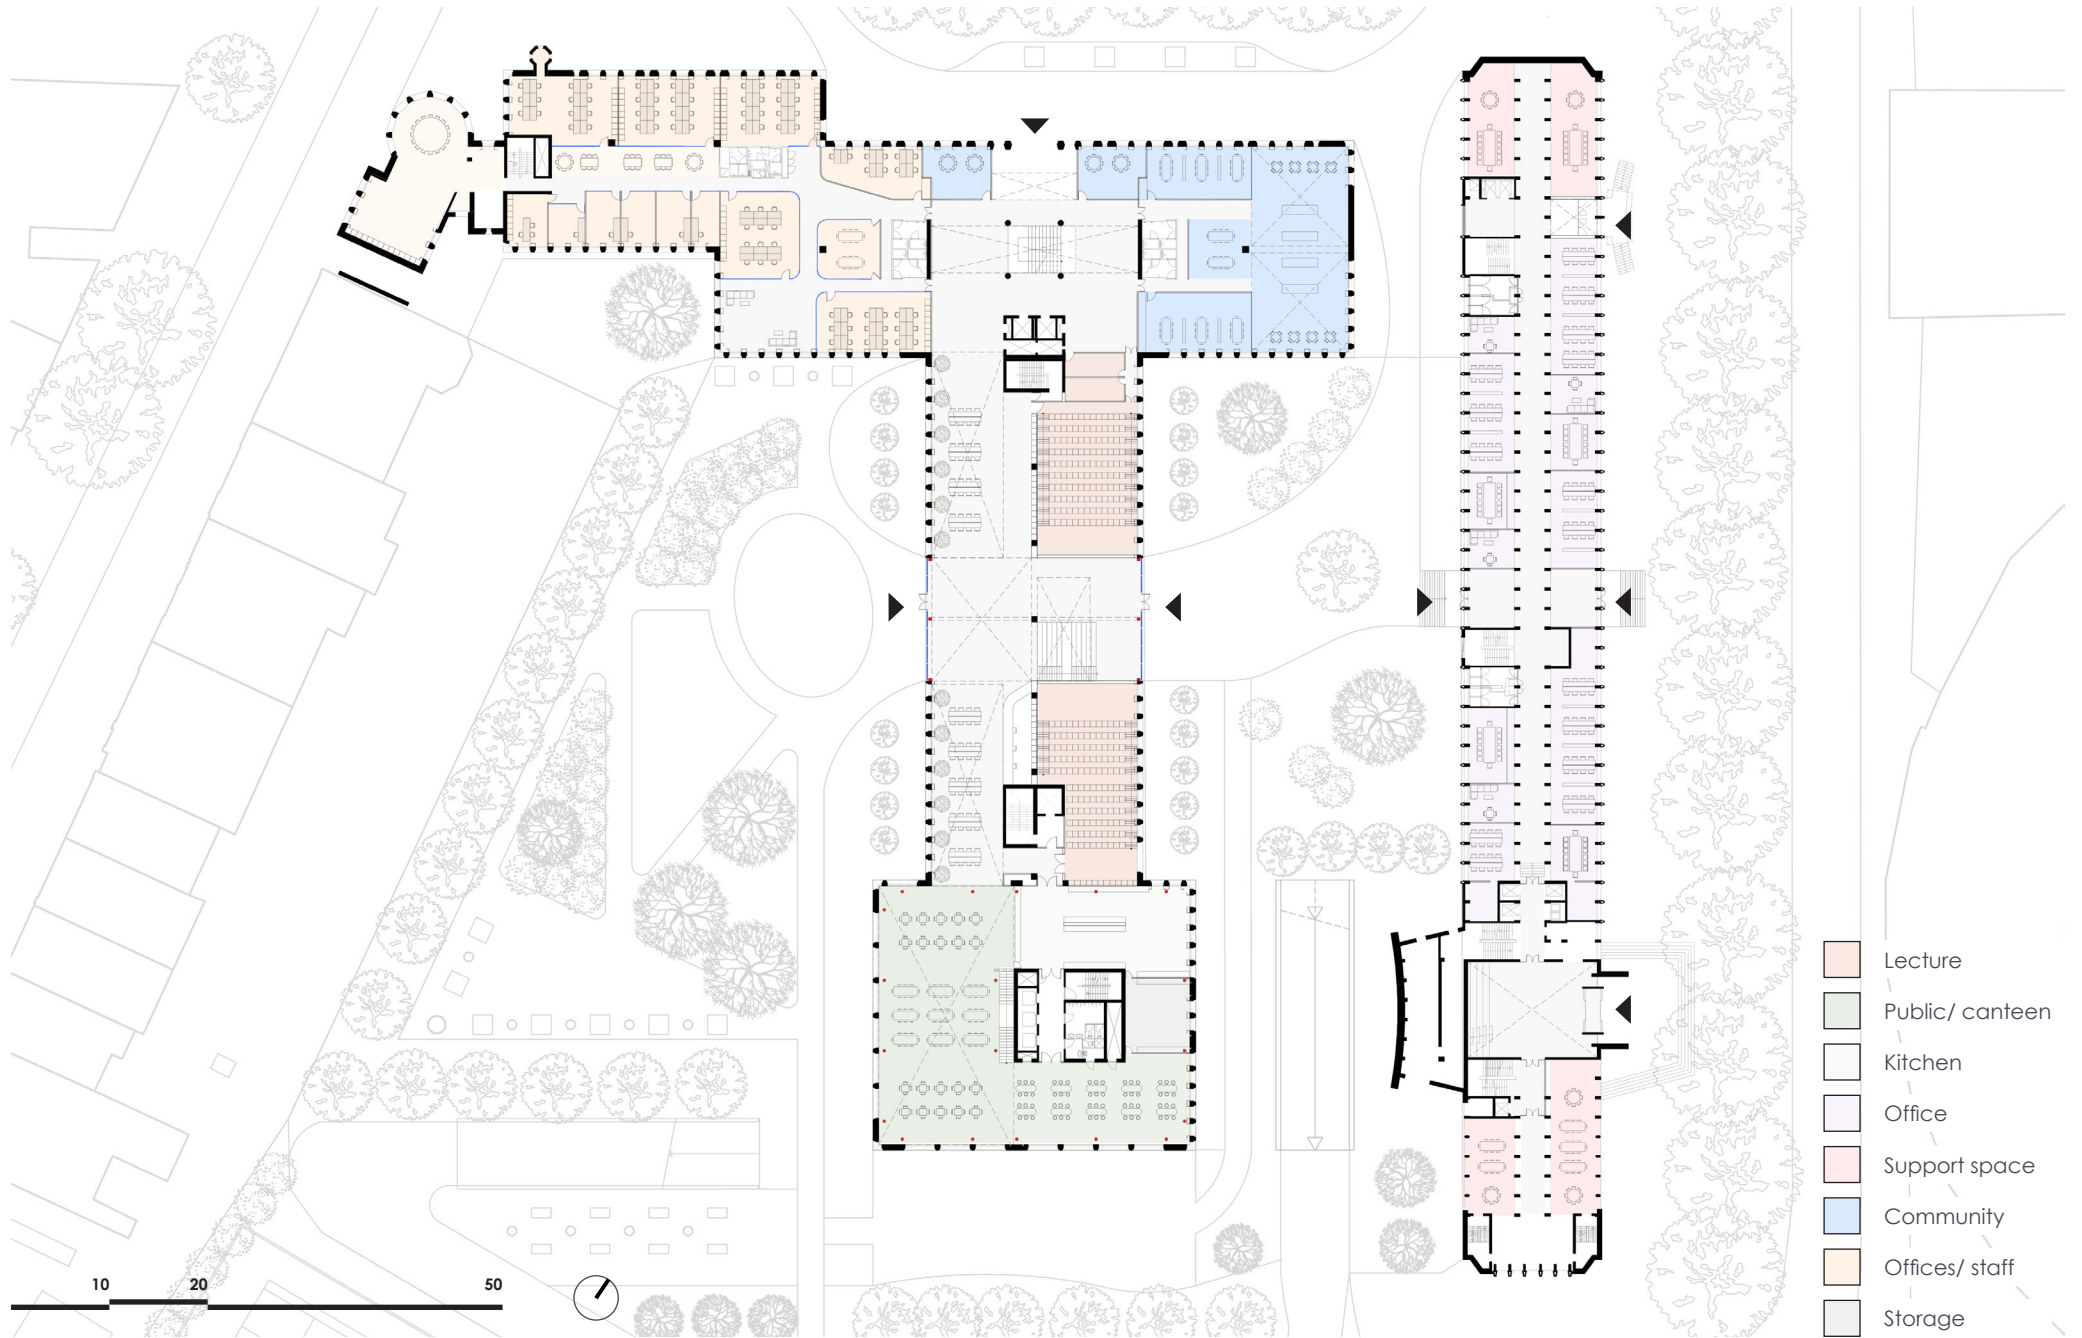 Lecture
Public/ canteen
Kitchen
Office
Support space
Community
Offices/ staff
Storage
10 20 50